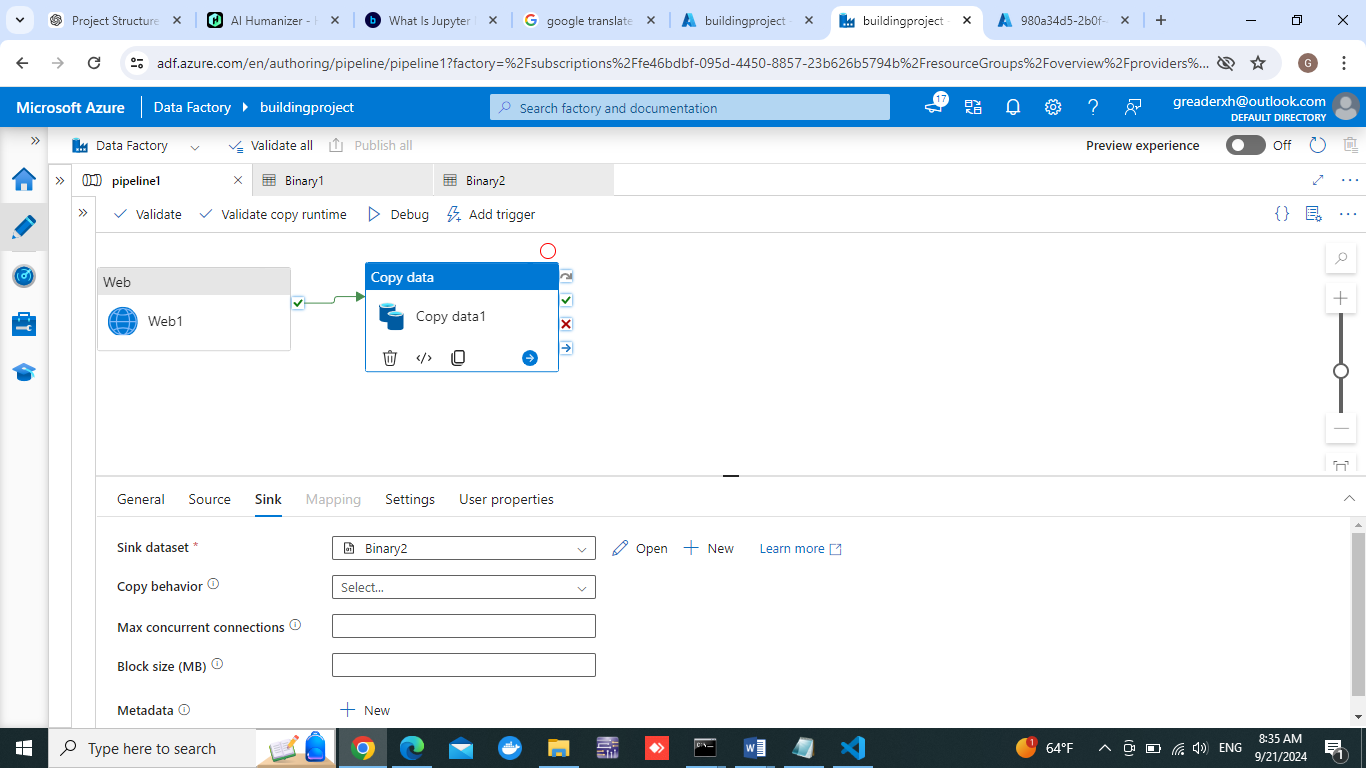 Project Structure
AI Humanizer -
What Is Jupyter
google translate
buildingproject
buildingproject
980a34d5-2b0f-
adf.azure.com/en/authoring/pipeline/pipeline1?factory=%2Fsubscriptions%2Ffe46bdbf-095d-4450-8857-23b626b5794b%2FresourceGroups%2Foverview%2Fproviders%...
G
Microsoft Azure
Data Factory
buildingproject
Search factory and documentation
17
greaderxh@outlook.com
DEFAULT DIRECTORY
Data Factory
Validate all
Publish all
Preview experience
Off
pipeline1
Binary1
Binary2
Validate
Validate copy runtime
Debug
Add trigger
Web
Web1
Copy data
Copy data1
General
Source
Sink
Mapping
Settings
User properties
Sink dataset *
Binary2
Open
New
Learn more
Copy behavior
Select...
Max concurrent connections
Block size (MB)
Metadata
New
Type here to search
64°F
ENG
8:35 AM
9/21/2024
1